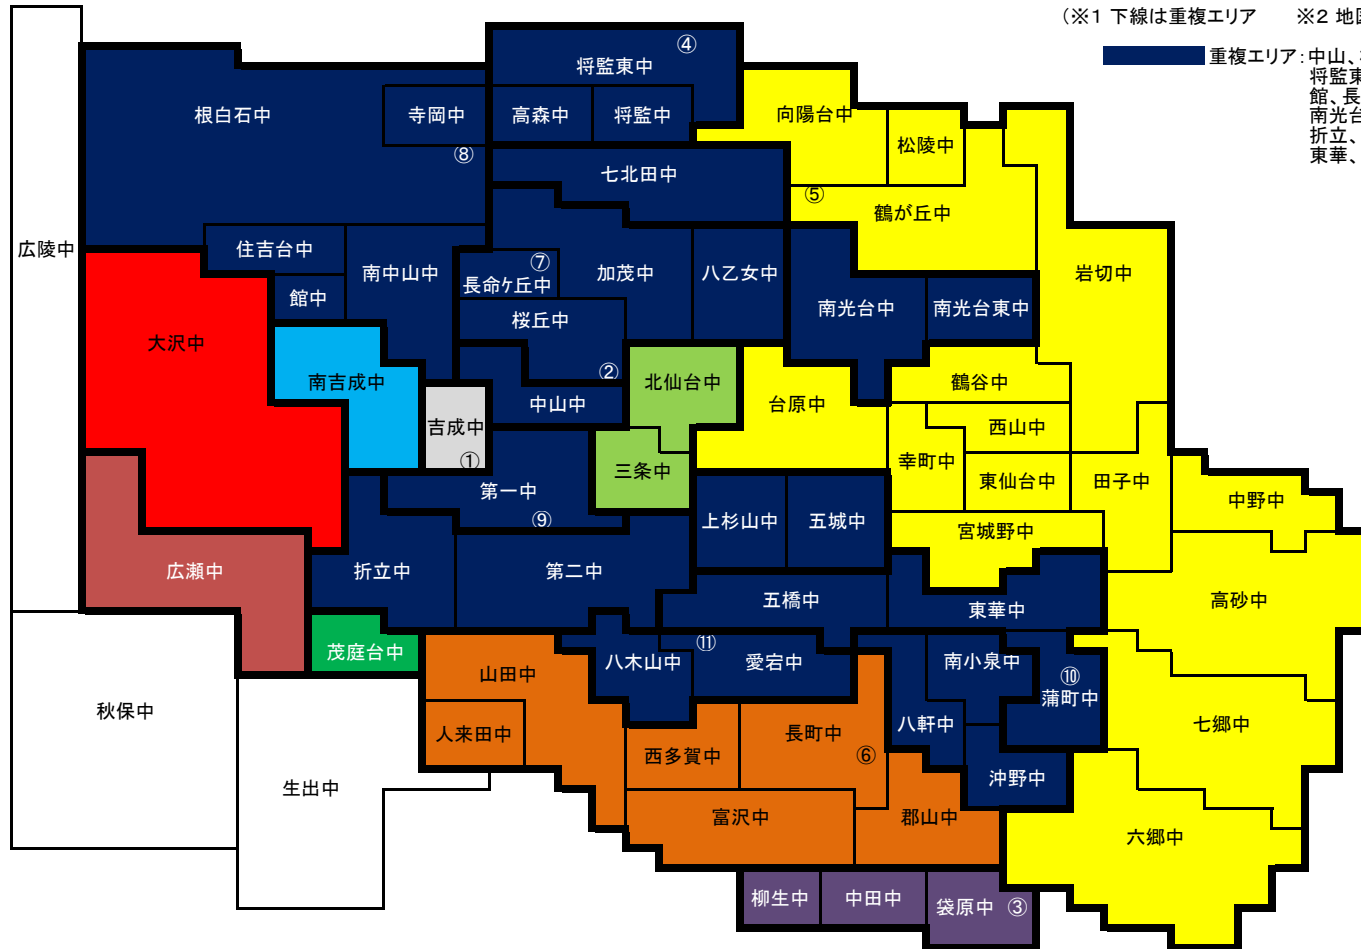 (※1 下線は重複エリア ※2 地図
重複エリア:中山、
将監東
館、長
南光台
折立、
東華、
④
将監東中
根白石中
寺岡中
高森中
将監中
向陽台中
松陵中
⑧
七北田中
⑤
鶴が丘中
広陵中
住吉台中
南中山中
⑦
長命ケ丘中
加茂中
八乙女中
岩切中
館中
桜丘中
南光台中
南光台東中
大沢中
南吉成中
②
北仙台中
鶴谷中
中山中
台原中
吉成中
①
西山中
幸町中
三条中
第一中
東仙台中
田子中
中野中
⑨
上杉山中
五城中
宮城野中
広瀬中
折立中
第二中
五橋中
東華中
高砂中
茂庭台中
山田中
八木山中
⑪
愛宕中
南小泉中
⑩
蒲町中
秋保中
人来田中
西多賀中
長町中
⑥
八軒中
七郷中
生出中
沖野中
富沢中
郡山中
六郷中
柳生中
中田中
袋原中
③